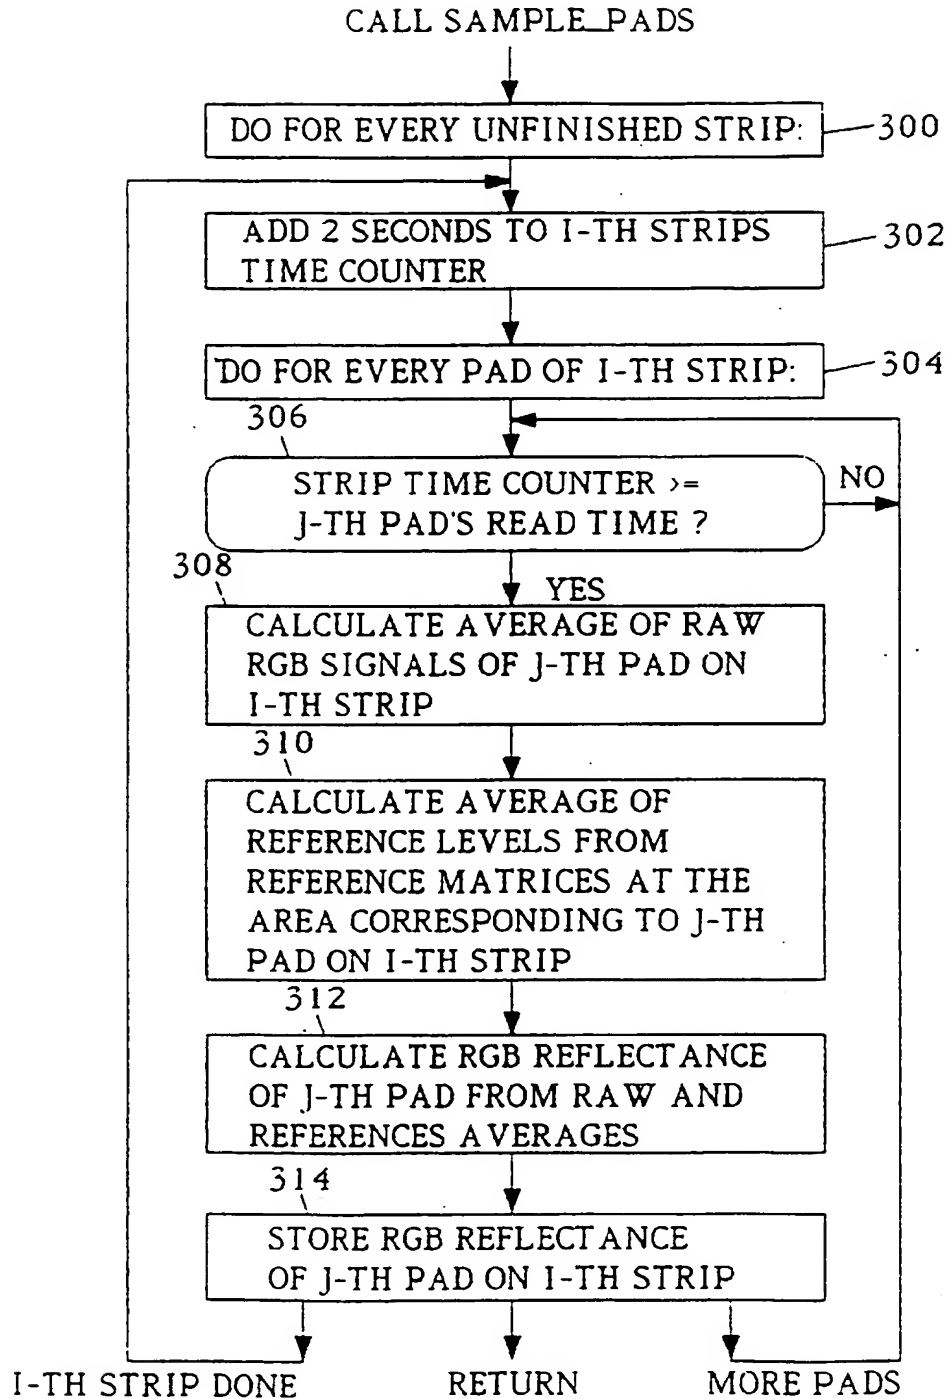 CALL SAMPLE_PADS
DO FOR EVERY UNFINISHED STRIP:
300
ADD 2 SECONDS TO I-TH STRIPS
TIME COUNTER
302
DO FOR EVERY PAD OF I-TH STRIP:
304
306
STRIP TIME COUNTER >=
J-TH PAD'S READ TIME ?
NO
YES
308
CALCULATE AVERAGE OF RAW
RGB SIGNALS OF J-TH PAD ON
I-TH STRIP
310
CALCULATE AVERAGE OF
REFERENCE LEVELS FROM
REFERENCE MATRICES AT THE
AREA CORRESPONDING TO J-TH
PAD ON I-TH STRIP
312
CALCULATE RGB REFLECTANCE
OF J-TH PAD FROM RAW AND
REFERENCES AVERAGES
314
STORE RGB REFLECTANCE
OF J-TH PAD ON I-TH STRIP
I-TH STRIP DONE
RETURN
MORE PADS